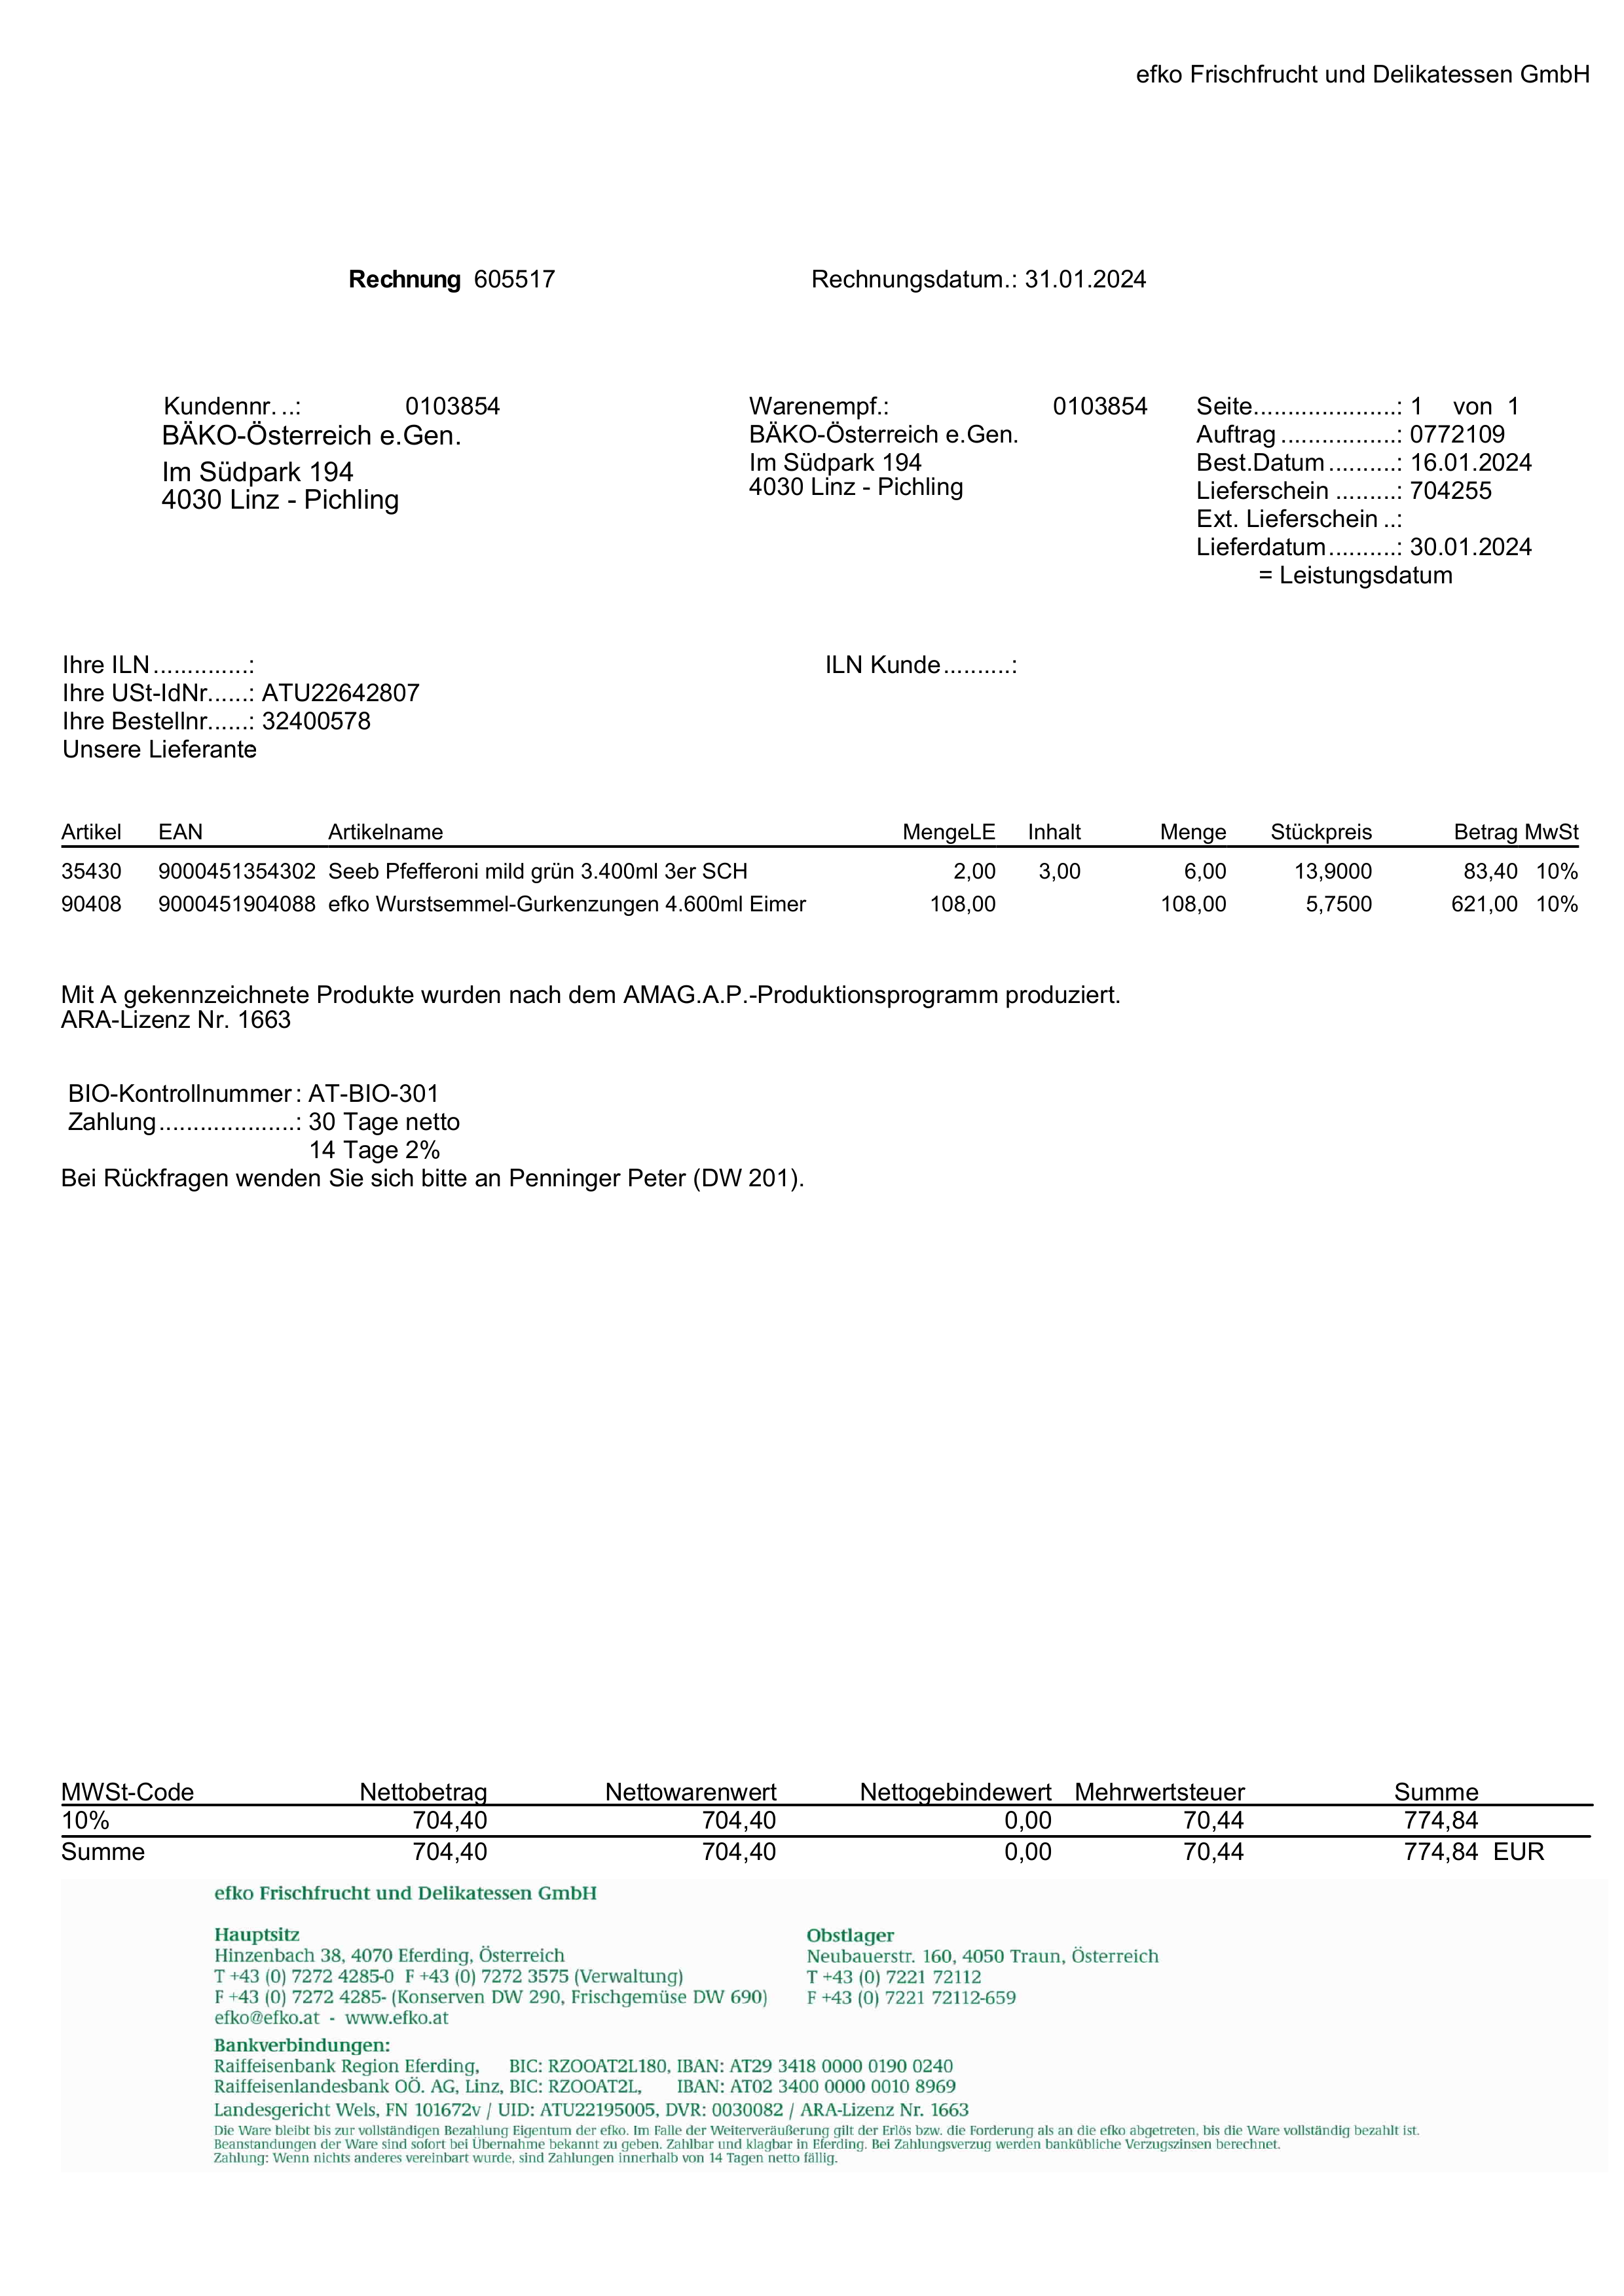 efko Frischfrucht und Delikatessen GmbH
Rechnung 605517 Rechnungsdatum.: 31.01.2024
Kundennr. ..: 0103854 Warenempf.: 0103854 Seite.....................: 1 von 1
BÄKO-Österreich e.Gen. BÄKO-Österreich e.Gen. Auftrag .................: 0772109
Im Südpark 194 Im Südpark 194 Best.Datum ..........: 16.01.2024
4030 Linz - Pichling 4030 Linz - Pichling Lieferschein .........: 704255
Ext. Lieferschein ..:
Lieferdatum..........: 30.01.2024
= Leistungsdatum
Ihre ILN..............: ILN Kunde..........:
Ihre USt-IdNr......: ATU22642807
Ihre Bestellnr......: 32400578
Unsere Lieferante
Artikel EAN Artikelname MengeLE Inhalt Menge Stückpreis Betrag MwSt
35430 9000451354302 Seeb Pfefferoni mild grün 3.400ml 3er SCH 2,00 3,00 6,00 13,9000 83,40 10%
90408 9000451904088 efko Wurstsemmel-Gurkenzungen 4.600ml Eimer 108,00 108,00 5,7500 621,00 10%
Mit A gekennzeichnete Produkte wurden nach dem AMAG.A.P.-Produktionsprogramm produziert.
ARA-Lizenz Nr. 1663
BIO-Kontrollnummer : AT-BIO-301
Zahlung....................: 30 Tage netto
14 Tage 2%
Bei Rückfragen wenden Sie sich bitte an Penninger Peter (DW 201).
MWSt-Code Nettobetrag Nettowarenwert Nettogebindewert Mehrwertsteuer Summe
10% 704,40 704,40 0,00 70,44 774,84
Summe 704,40 704,40 0,00 70,44 774,84 EUR
efko Frischfrucht und Delikatessen GmbH
Hauptsitz Obstlager
Hinzenbach 38, 4070 Eferding, Österreich Neubauerstr. 160, 4050 Traun, Österreich
T +43 (0) 7272 4285-0 F +43 (0) 7272 3575 (Verwaltung) T +43 (0) 7221 72112
F +43 (0) 7272 4285- (Konserven DW 290, Frischgemüse DW 690) F +43 (0) 7221 72112-659
efko@efko.at - www.efko.at
Bankverbindungen:
Raiffeisenbank Region Eferding, BIC: RZOOAT2L180, IBAN: AT29 3418 0000 0190 0240
Raiffeisenlandesbank OÖ. AG, Linz, BIC: RZOOAT2L, IBAN: AT02 3400 0000 0010 8969
Landesgericht Wels, FN 101672v / UID: ATU22195005, DVR: 0030082 / ARA-Lizenz Nr. 1663
Die Ware bleibt bis zur vollständigen Bezahlung Eigentum der efko. Im Falle der Weiterveräußerung gilt der Erlös bzw. die Forderung als an die efko abgetreten, bis die Ware vollständig bezahlt ist.
Beanstandungen der Ware sind sofort bei Übernahme bekannt zu geben. Zahlbar und klagbar in Eferding. Bei Zahlungsverzug werden bankübliche Verzugszinsen berechnet.
Zahlung: Wenn nichts anderes vereinbart wurde, sind Zahlungen innerhalb von 14 Tagen netto fällig.